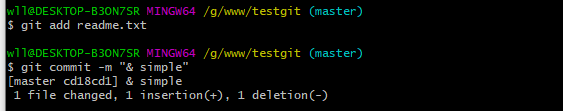 wll@DESKTOP-B3ON7SR MINGW64 /g/www/testgit (master)
$ git add readme.txt
wll@DESKTOP-B3ON7SR MINGW64 /g/www/testgit (master)
$ git commit -m "& simple"
[master cd18cd1] & simple
1 file changed, 1 insertion(+), 1 deletion(-)